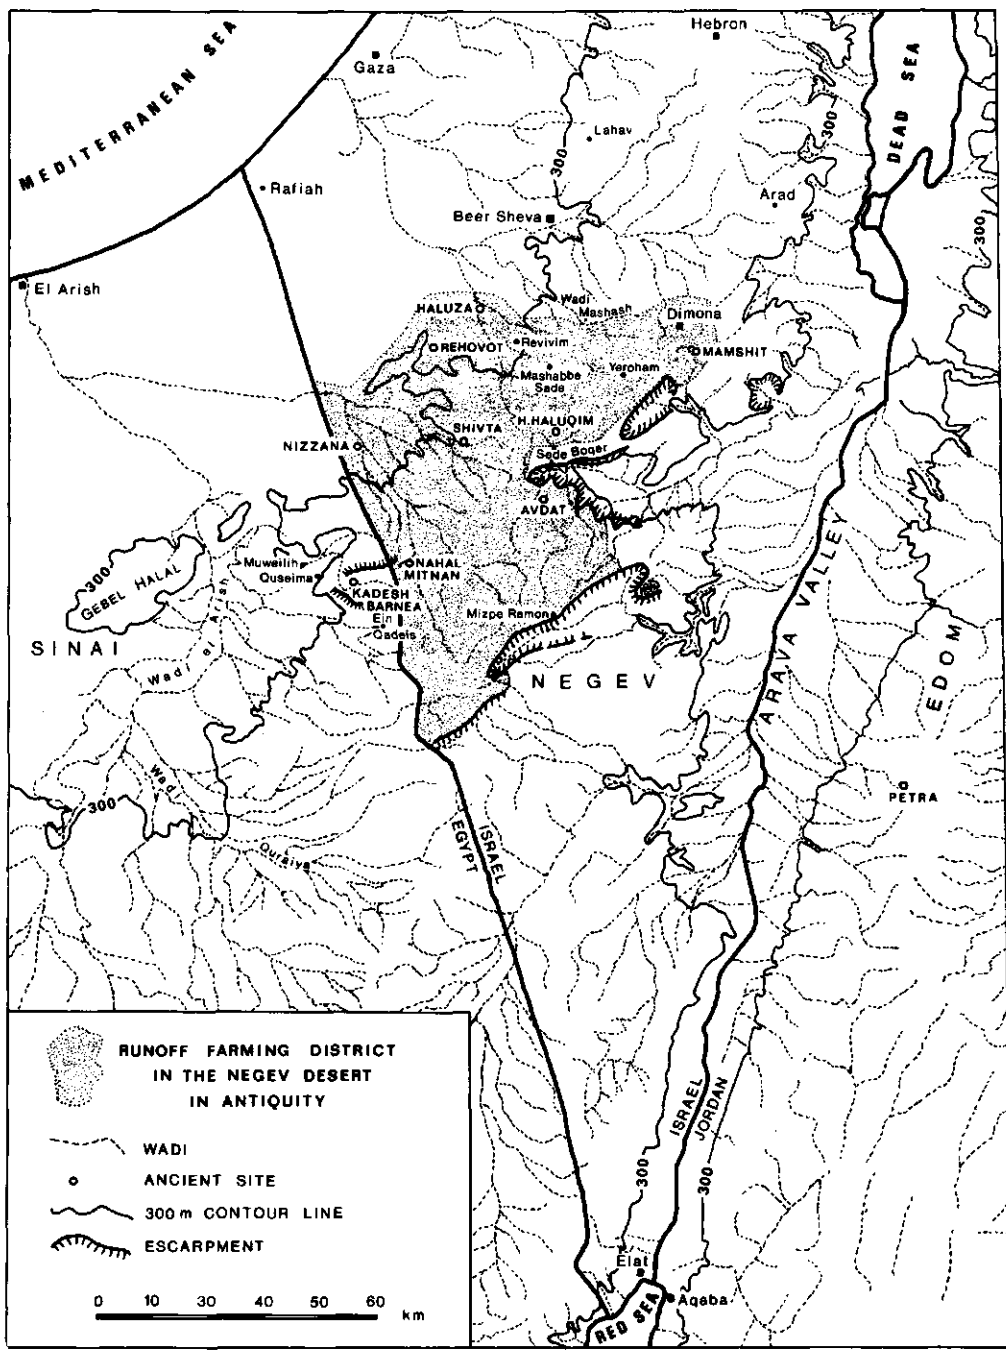 Hebron
Gaza
MEDITERRANEAN SEA
DEAD SEA
Lahav
300
300
Rafiah
Arad
Beer Sheva
300
El Arish
Wadi
Mashash
HALUZA
Dimona
REHOVOT
Revivim
MAMSHIT
Mashabbe
Sade
Yeroham
H.HALUQIM
SHIVTA
NIZZANA
Sede Boqer
AVDAT
300
GEBEL HALAL
Muweilih
Quseima
NAHAL
MITNAN
KADESH
BARNEA
Ein
Qadeis
Mizpe Ramon
Wadi el Arish
SINAI
NEGEV
ARAVA VALLEY
EDOM
Wadi
Quraiya
300
PETRA
ISRAEL
EGYPT
RUNOFF FARMING DISTRICT
IN THE NEGEV DESERT
IN ANTIQUITY
WADI
ANCIENT SITE
300 m CONTOUR LINE
ESCARPMENT
0 10 20 30 40 50 60
km
ISRAEL
JORDAN
300
300
Elat
Aqaba
RED SEA